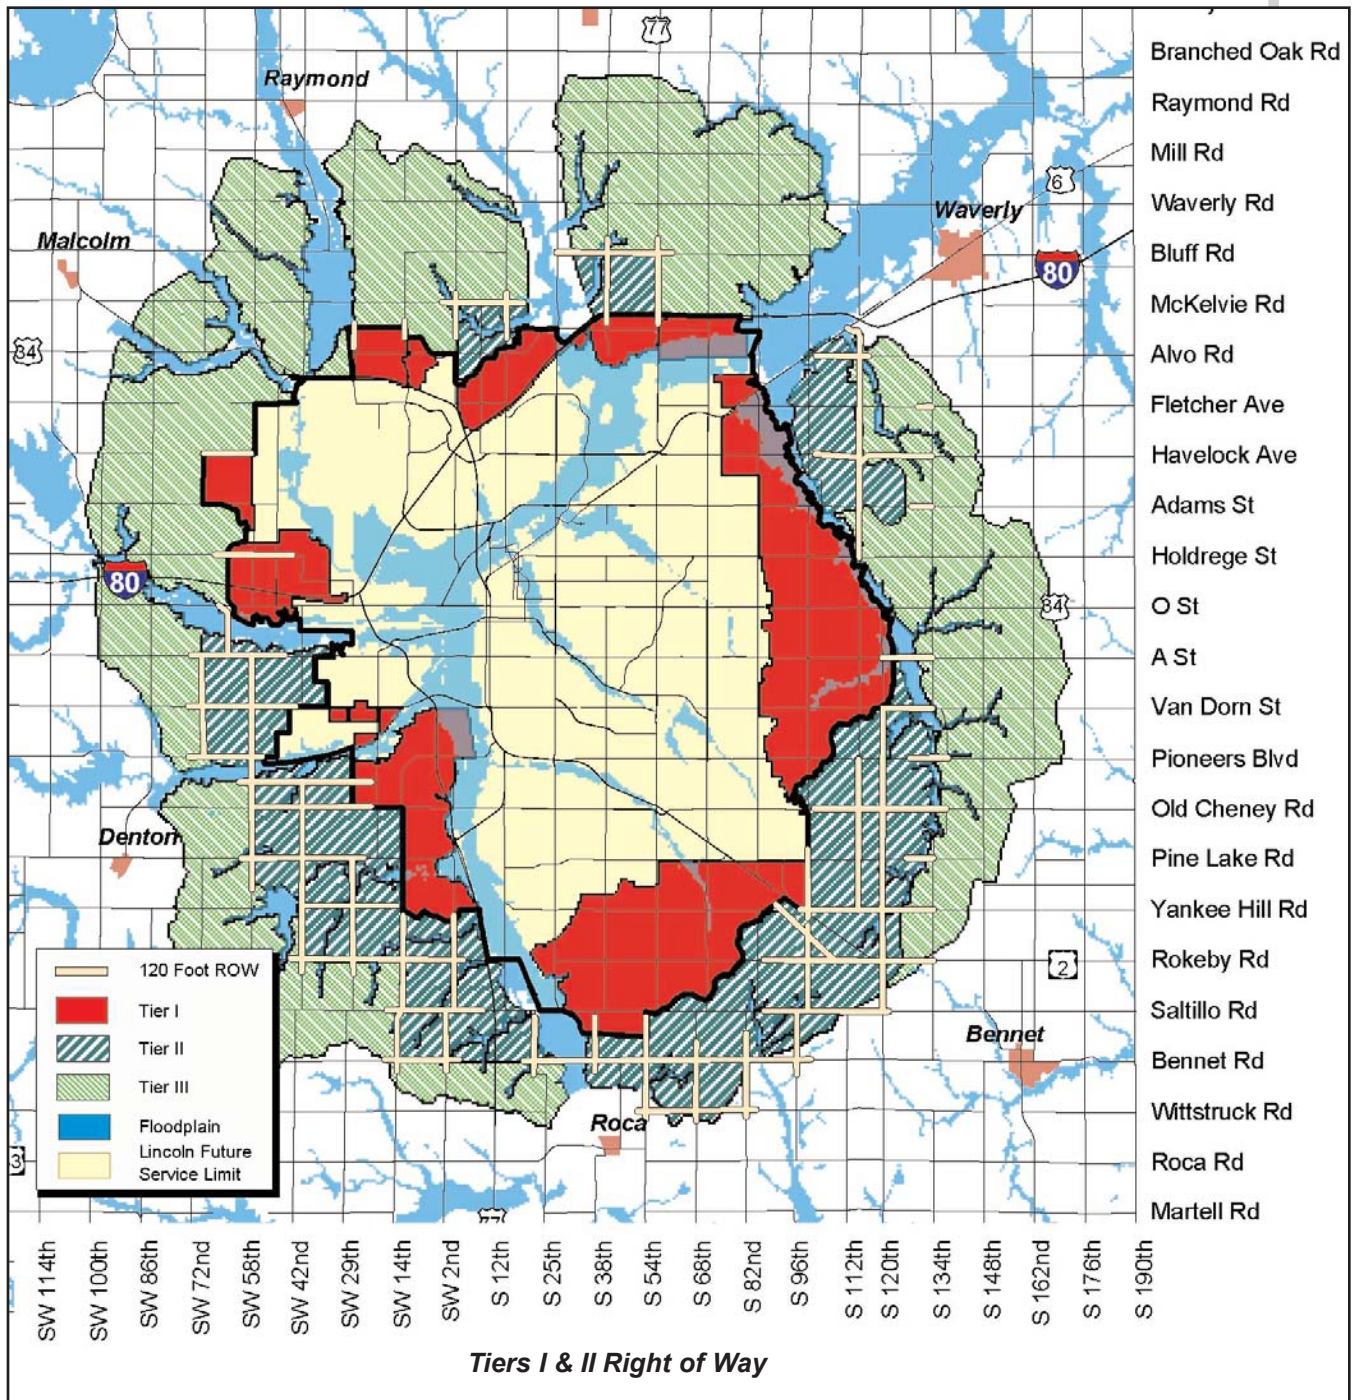 77
Branched Oak Rd
Raymond
Raymond Rd
Mill Rd
6
Waverly
Waverly Rd
Malcolm
Bluff Rd
80
McKelvie Rd
34
Alvo Rd
Fletcher Ave
Havelock Ave
Adams St
Holdrege St
80
34
O St
A St
Van Dorn St
Pioneers Blvd
Old Cheney Rd
Denton
Pine Lake Rd
Yankee Hill Rd
2
Rokeby Rd
120 Foot ROW
Tier I
Saltillo Rd
Bennet
Tier II
Bennet Rd
Tier III
Floodplain
Wittstruck Rd
Roca
Lincoln Future
Service Limit
3
Roca Rd
77
Martell Rd
SW 114th
SW 100th
SW 86th
SW 72nd
SW 58th
SW 42nd
SW 29th
SW 14th
SW 2nd
S 12th
S 25th
S 38th
S 54th
S 68th
S 82nd
S 96th
S 112th
S 120th
S 134th
S 148th
S 162nd
S 176th
S 190th
Tiers I & II Right of Way